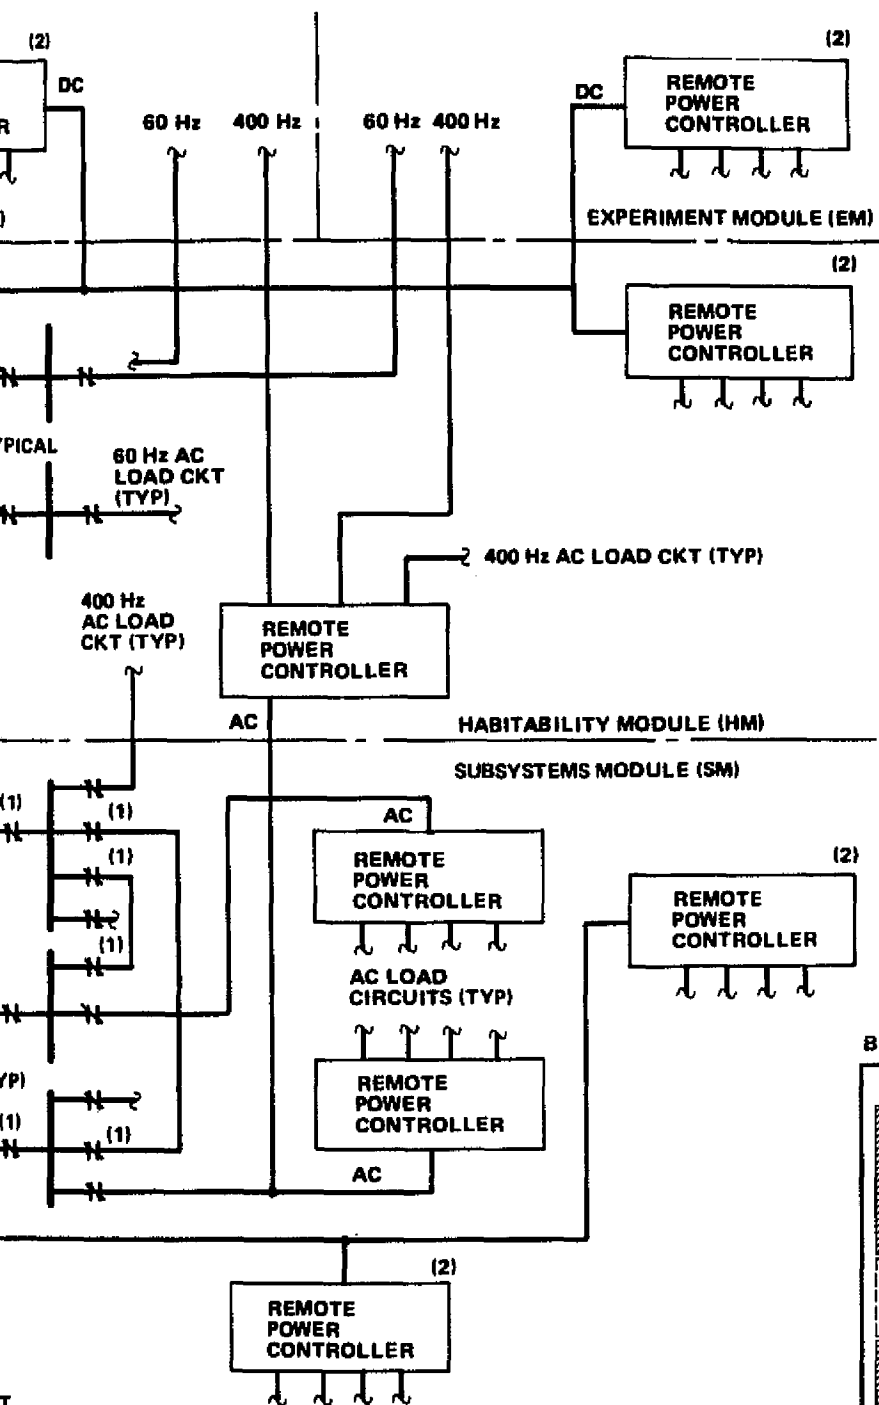 (2)
(2)
DC
DC
REMOTE
POWER
CONTROLLER
R
60 Hz
400 Hz
60 Hz
400 Hz
)
EXPERIMENT MODULE (EM)
(2)
REMOTE
POWER
CONTROLLER
YPICAL
60 Hz AC
LOAD CKT
(TYP)
400 Hz AC LOAD CKT (TYP)
400 Hz
AC LOAD
CKT (TYP)
REMOTE
POWER
CONTROLLER
AC
HABITABILITY MODULE (HM)
SUBSYSTEMS MODULE (SM)
(1)
(1)
AC
(1)
REMOTE
POWER
CONTROLLER
(2)
REMOTE
POWER
CONTROLLER
(1)
AC LOAD
CIRCUITS (TYP)
B
YP)
REMOTE
POWER
CONTROLLER
(1)
(1)
AC
(2)
REMOTE
POWER
CONTROLLER
T